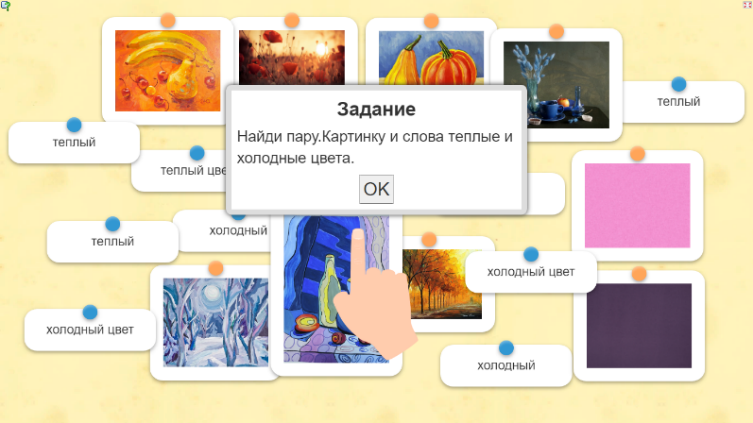 Задание
Найди пару.Картинку и слова теплые и
холодные цвета.
OK
теплый
теплый
теплый
холодный
теплый
холодный цвет
холодный цвет
холодный